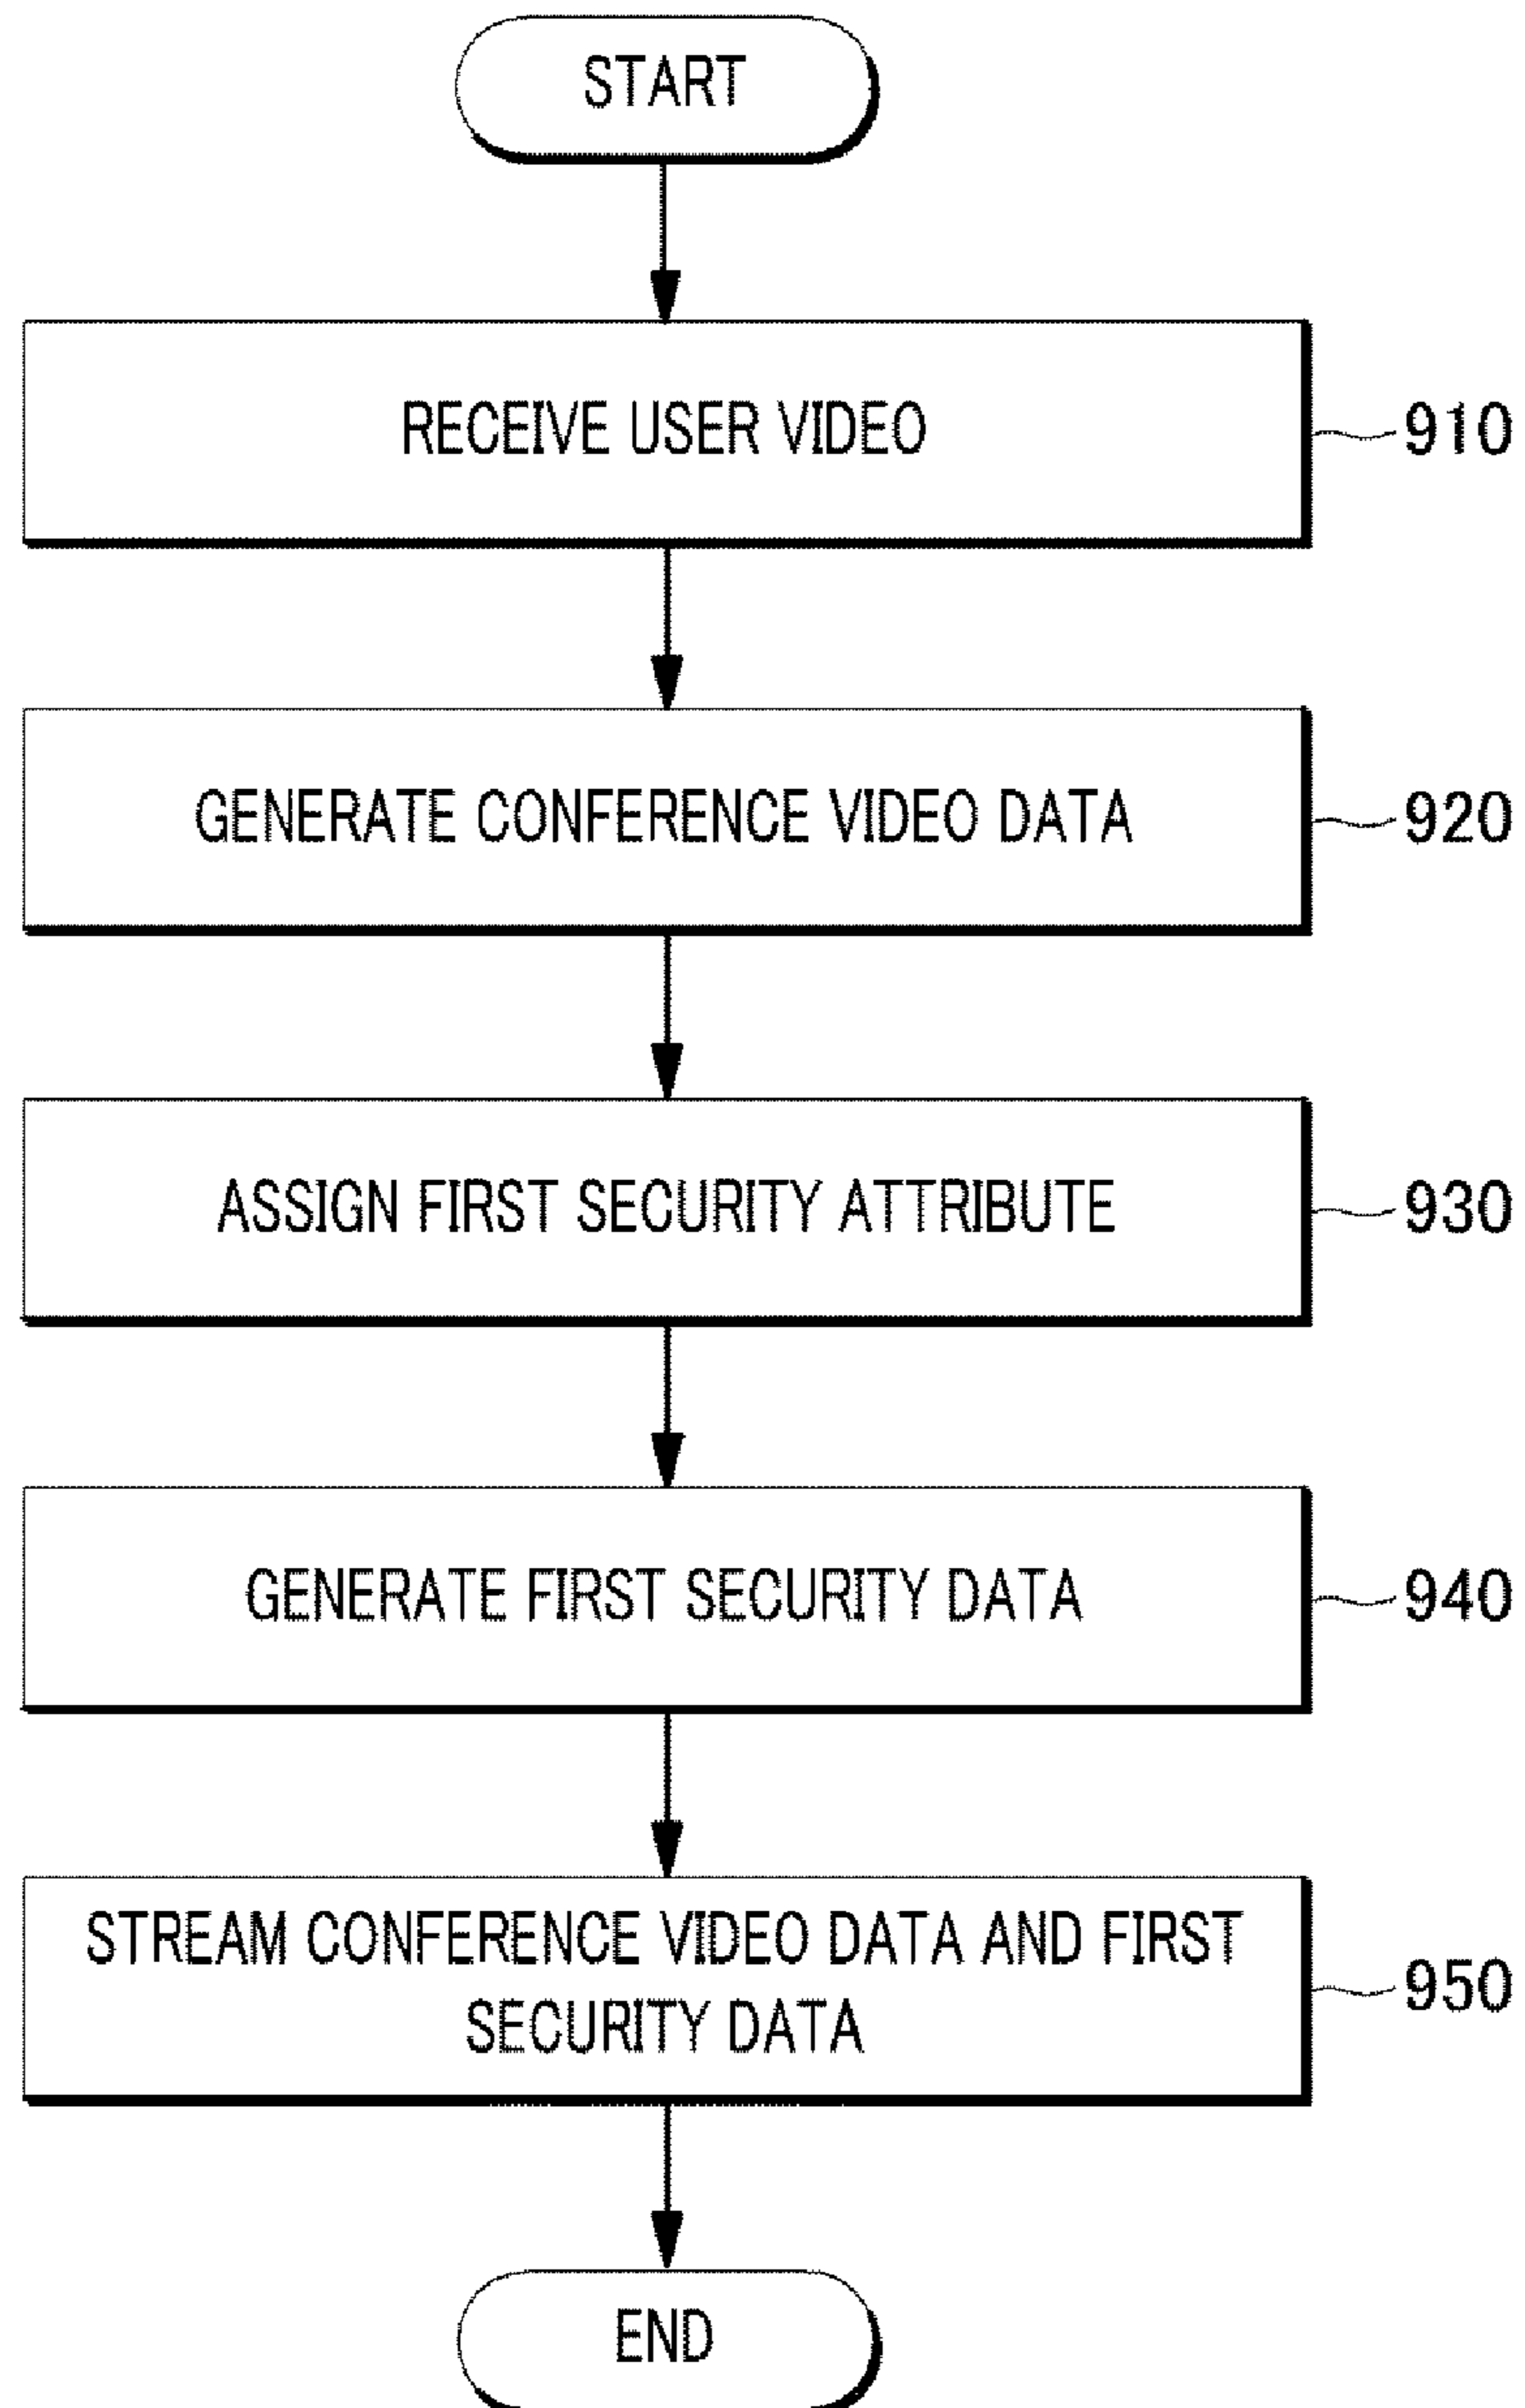 START
RECEIVE USER VIDEO
910
GENERATE CONFERENCE VIDEO DATA
920
ASSIGN FIRST SECURITY ATTRIBUTE
930
GENERATE FIRST SECURITY DATA
940
STREAM CONFERENCE VIDEO DATA AND FIRST
SECURITY DATA
950
END